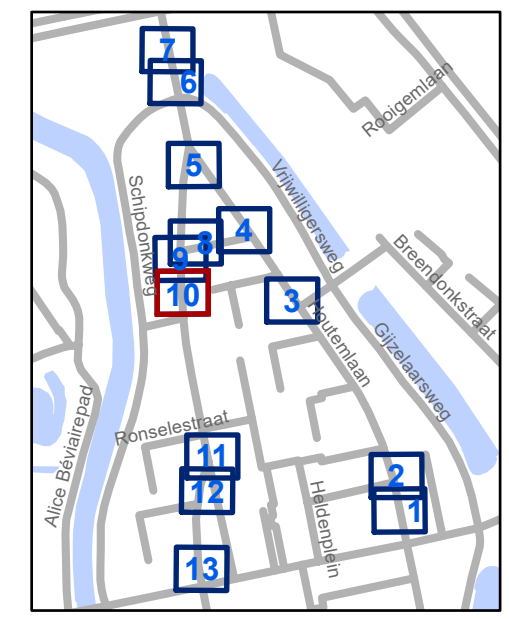 7
6
Rooigemlaan
5
Vrijwilligersweg
Schipdonkweg
4
8
9
Breendonkstraat
10
3
Houtemlaan
Gijzelaarsweg
Alice Béviairepad
Ronselestraat
11
2
12
1
Heldenplein
13